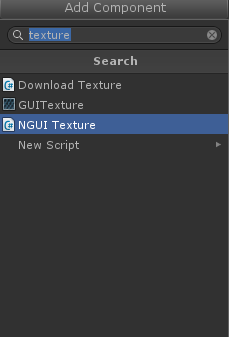 Add Component
texture
Search
Download Texture
GUITexture
NGUI Texture
New Script